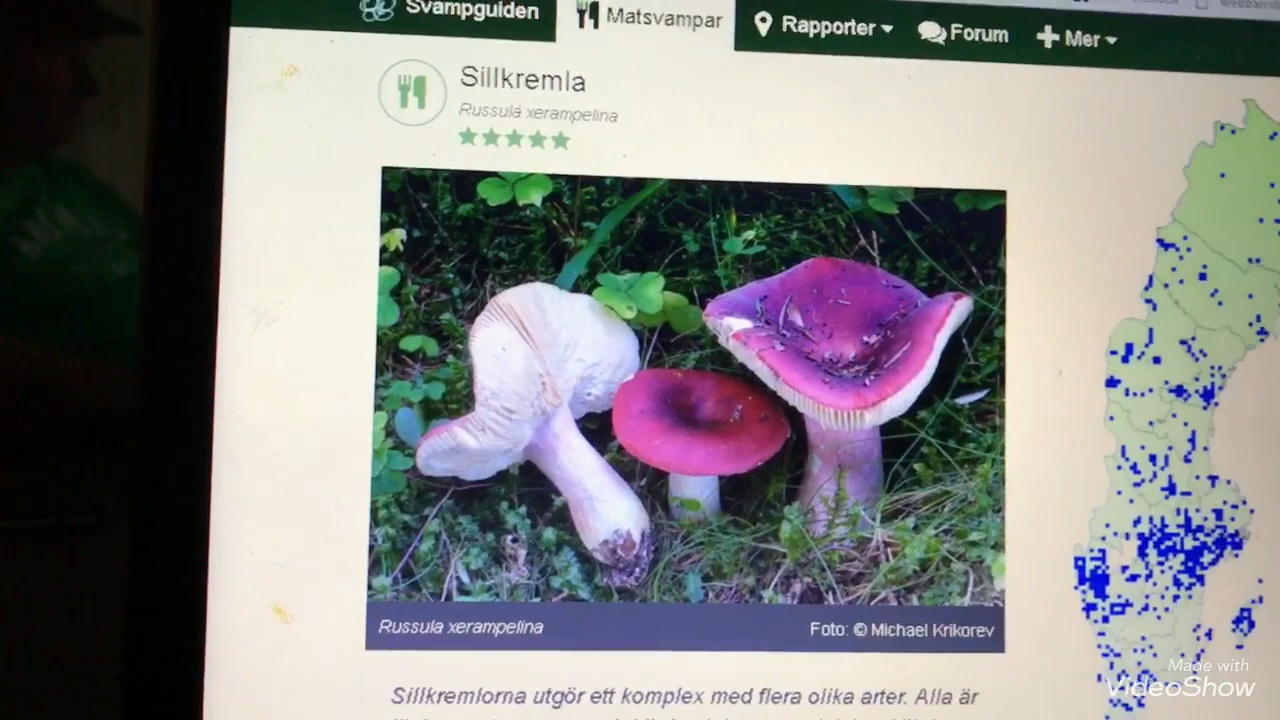 Svampguiden
Matsvampar
Rapporter
Forum
Mer
Sillkremla
Russula xerampelina
Russula xerampelina
Foto: © Michael Krikorev
Sillkremlorna utgör ett komplex med flera olika arter. Alla är
Made with
VideoShow